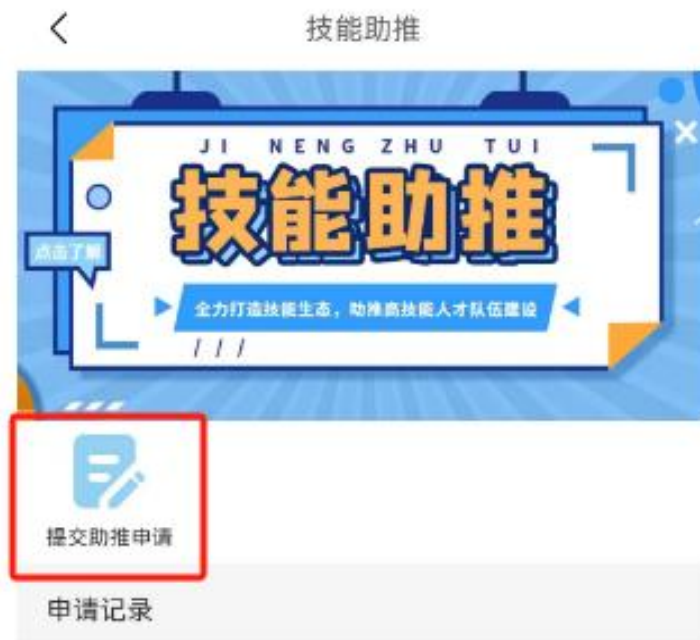 技能助推
JI NENG ZHU TUI
技能助推
点击了解
全力打造技能生态，助推高技能人才队伍建设
提交助推申请
申请记录